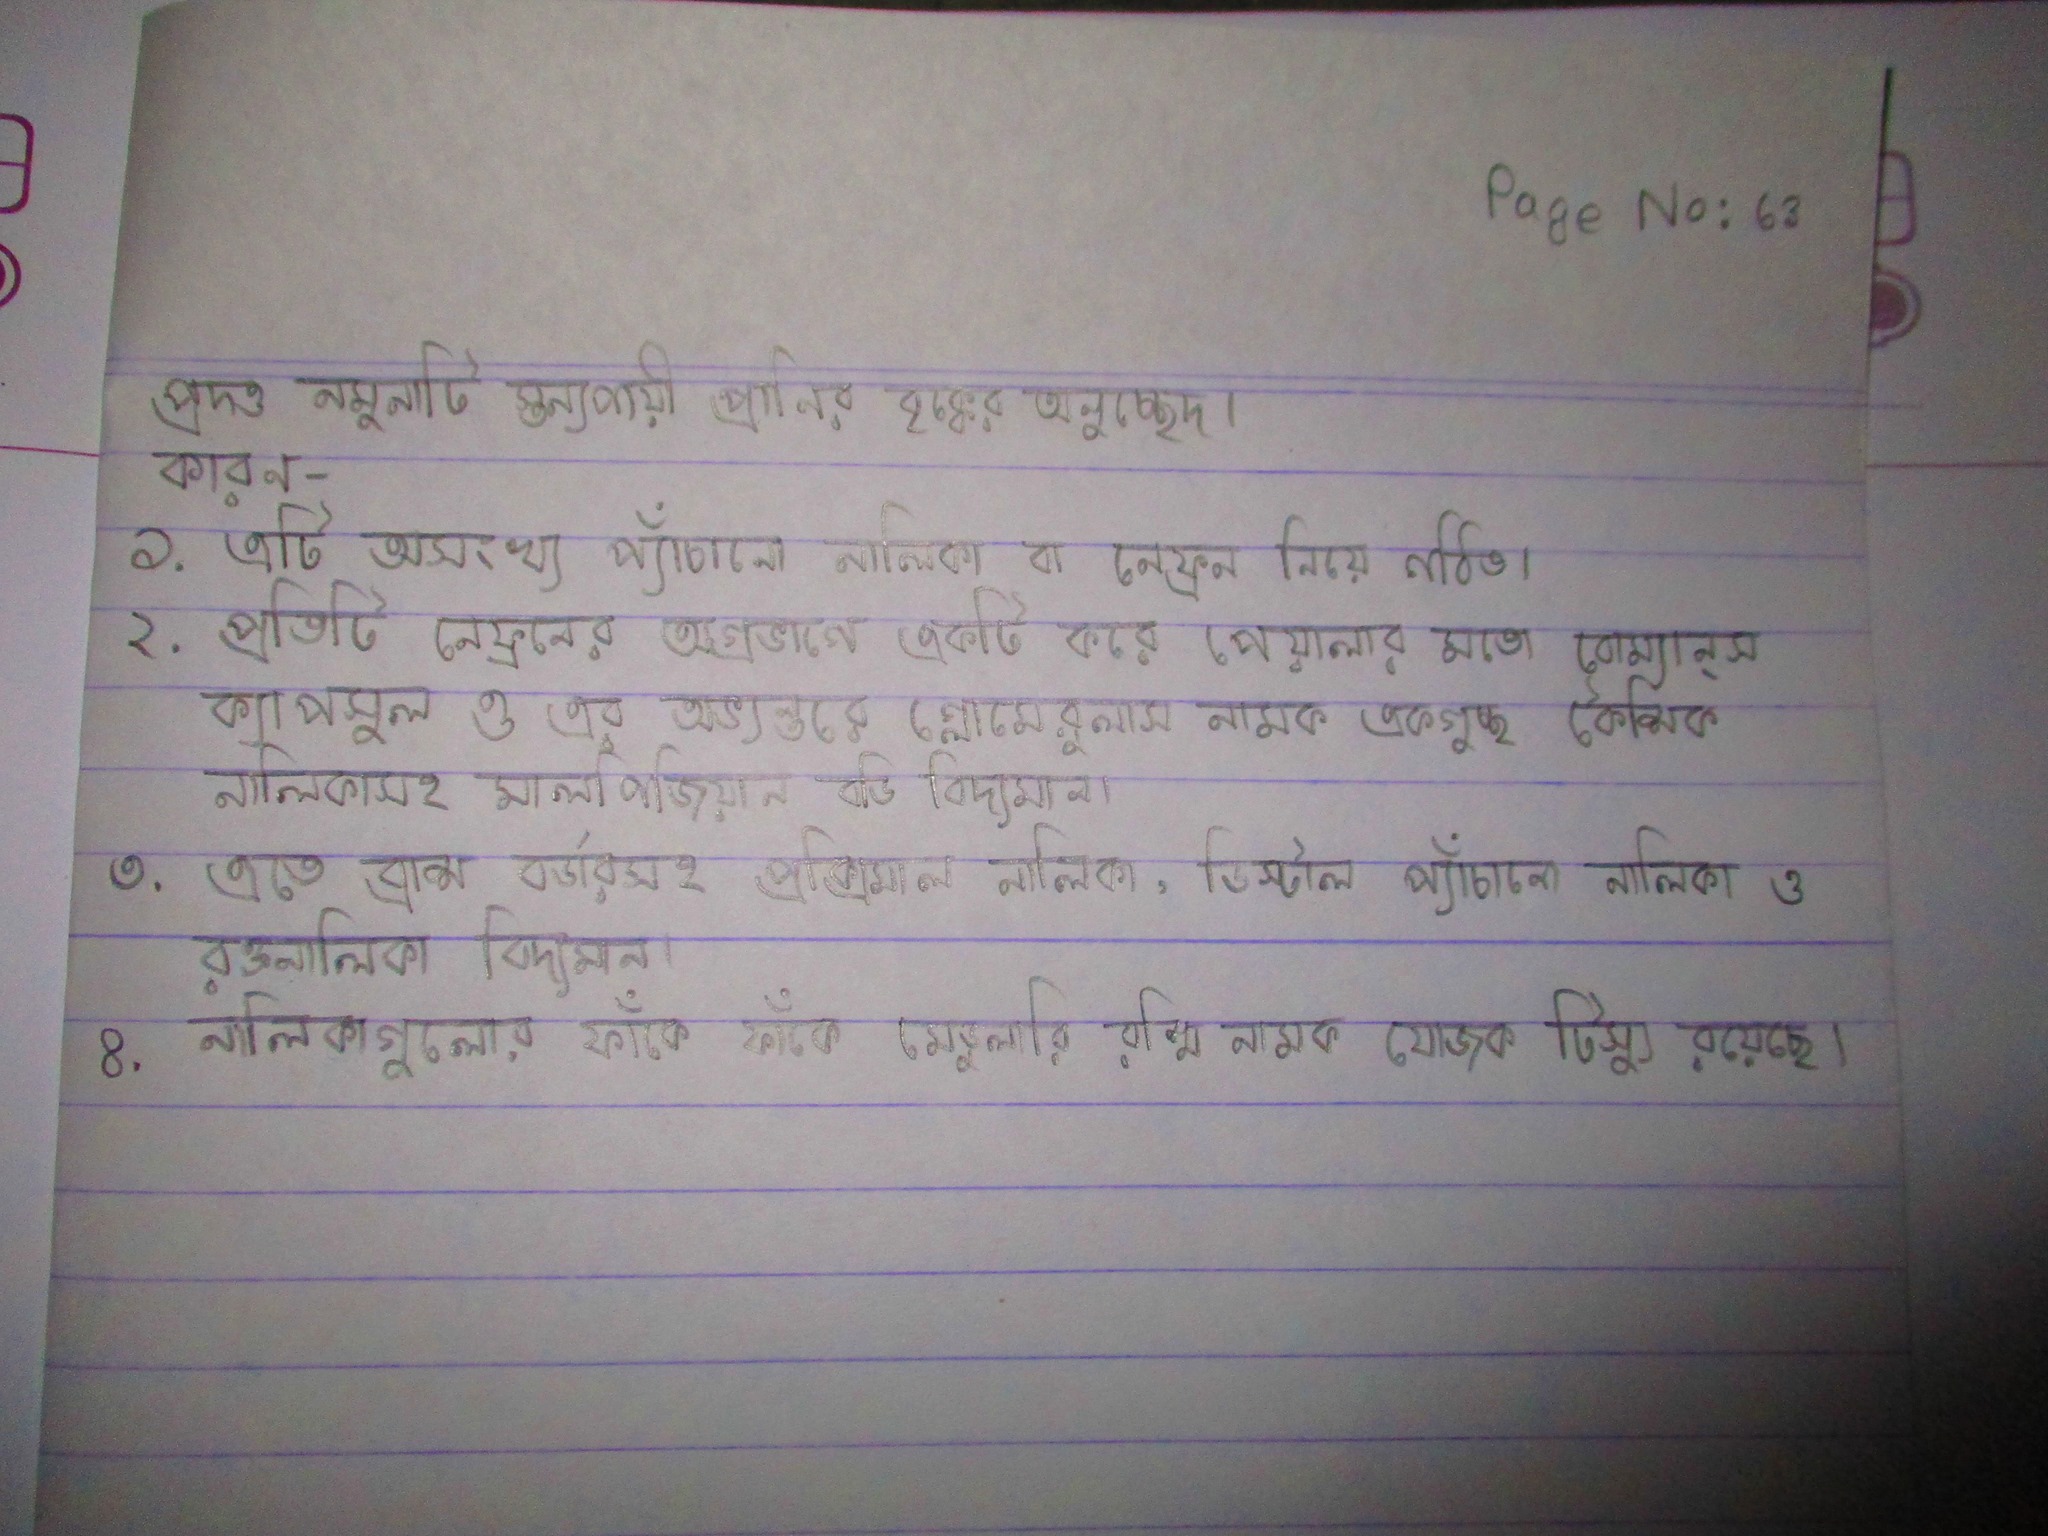 Page No: 63
প্রদত্ত নমুনাটি স্তন্যপায়ী প্রানির বৃক্কের অনুচ্ছেদ।
কারন-
১. এটি অসংখ্য প্যাঁচানো নালিকা বা নেফ্রন নিয়ে গঠিত।
২. প্রতিটি নেফ্রনের অগ্রভাগে একটি করে পেয়ালার মতো বোম্যান্স
ক্যাপসুল ও এর অভ্যন্তরে গ্লোমেরুলাস নামক একগুচ্ছ কৈশিক
নালিকাসহ মালপিজিয়ান বডি বিদ্যমান।
৩. এতে ব্রাশ বর্ডারসহ প্রক্সিমাল নালিকা, ডিস্টাল প্যাঁচানো নালিকা ও
রক্তনালিকা বিদ্যমান।
৪. নালিকাগুলোর ফাঁকে ফাঁকে মেডুলারি রশ্মি নামক যোজক টিস্যু রয়েছে।